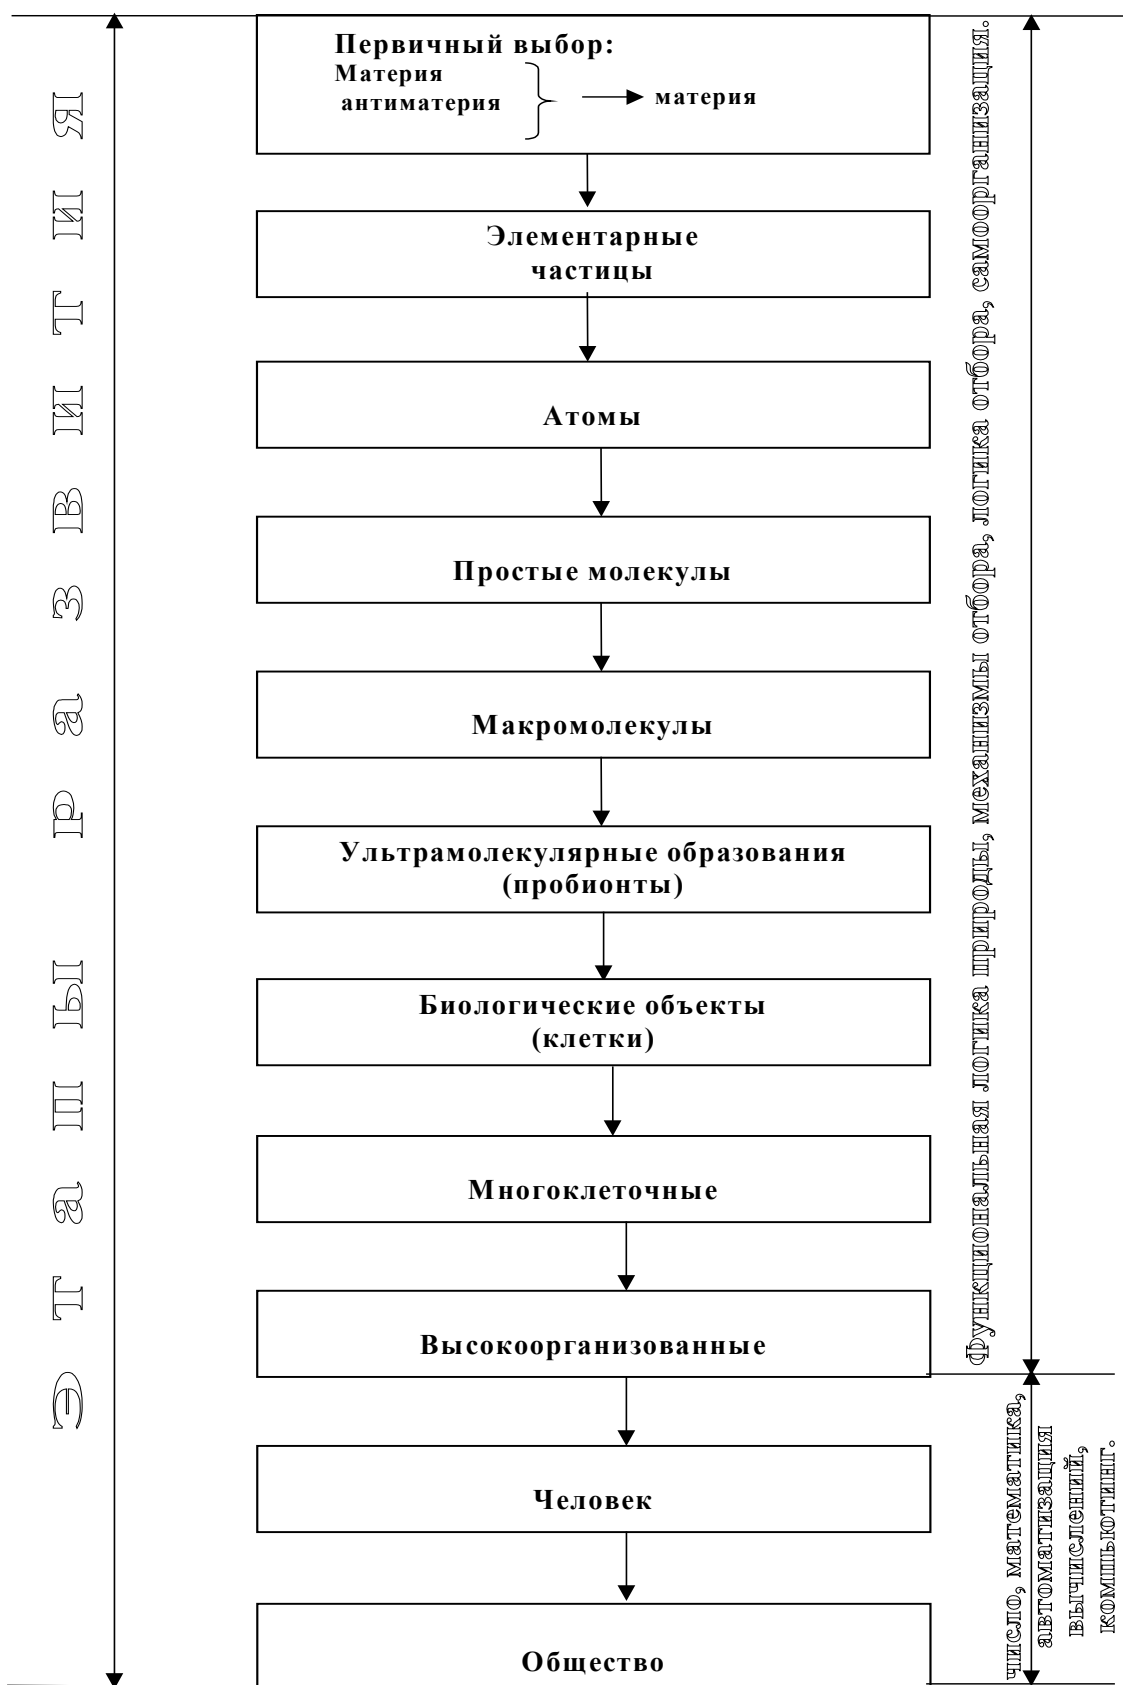 Первичный выбор:
Материя
антиматерия
материя
Элементарные
частицы
Атомы
Простые молекулы
Макромолекулы
Ультрамолекулярные образования
(пробионты)
Биологические объекты
(клетки)
Многоклеточные
Высокоорганизованные
Человек
Общество
Этапы развития
Функциональная логика природы, механизмы отбора, логика отбора, самоорганизация.
число, математика,
автоматизация
вычислений,
компьютинг.